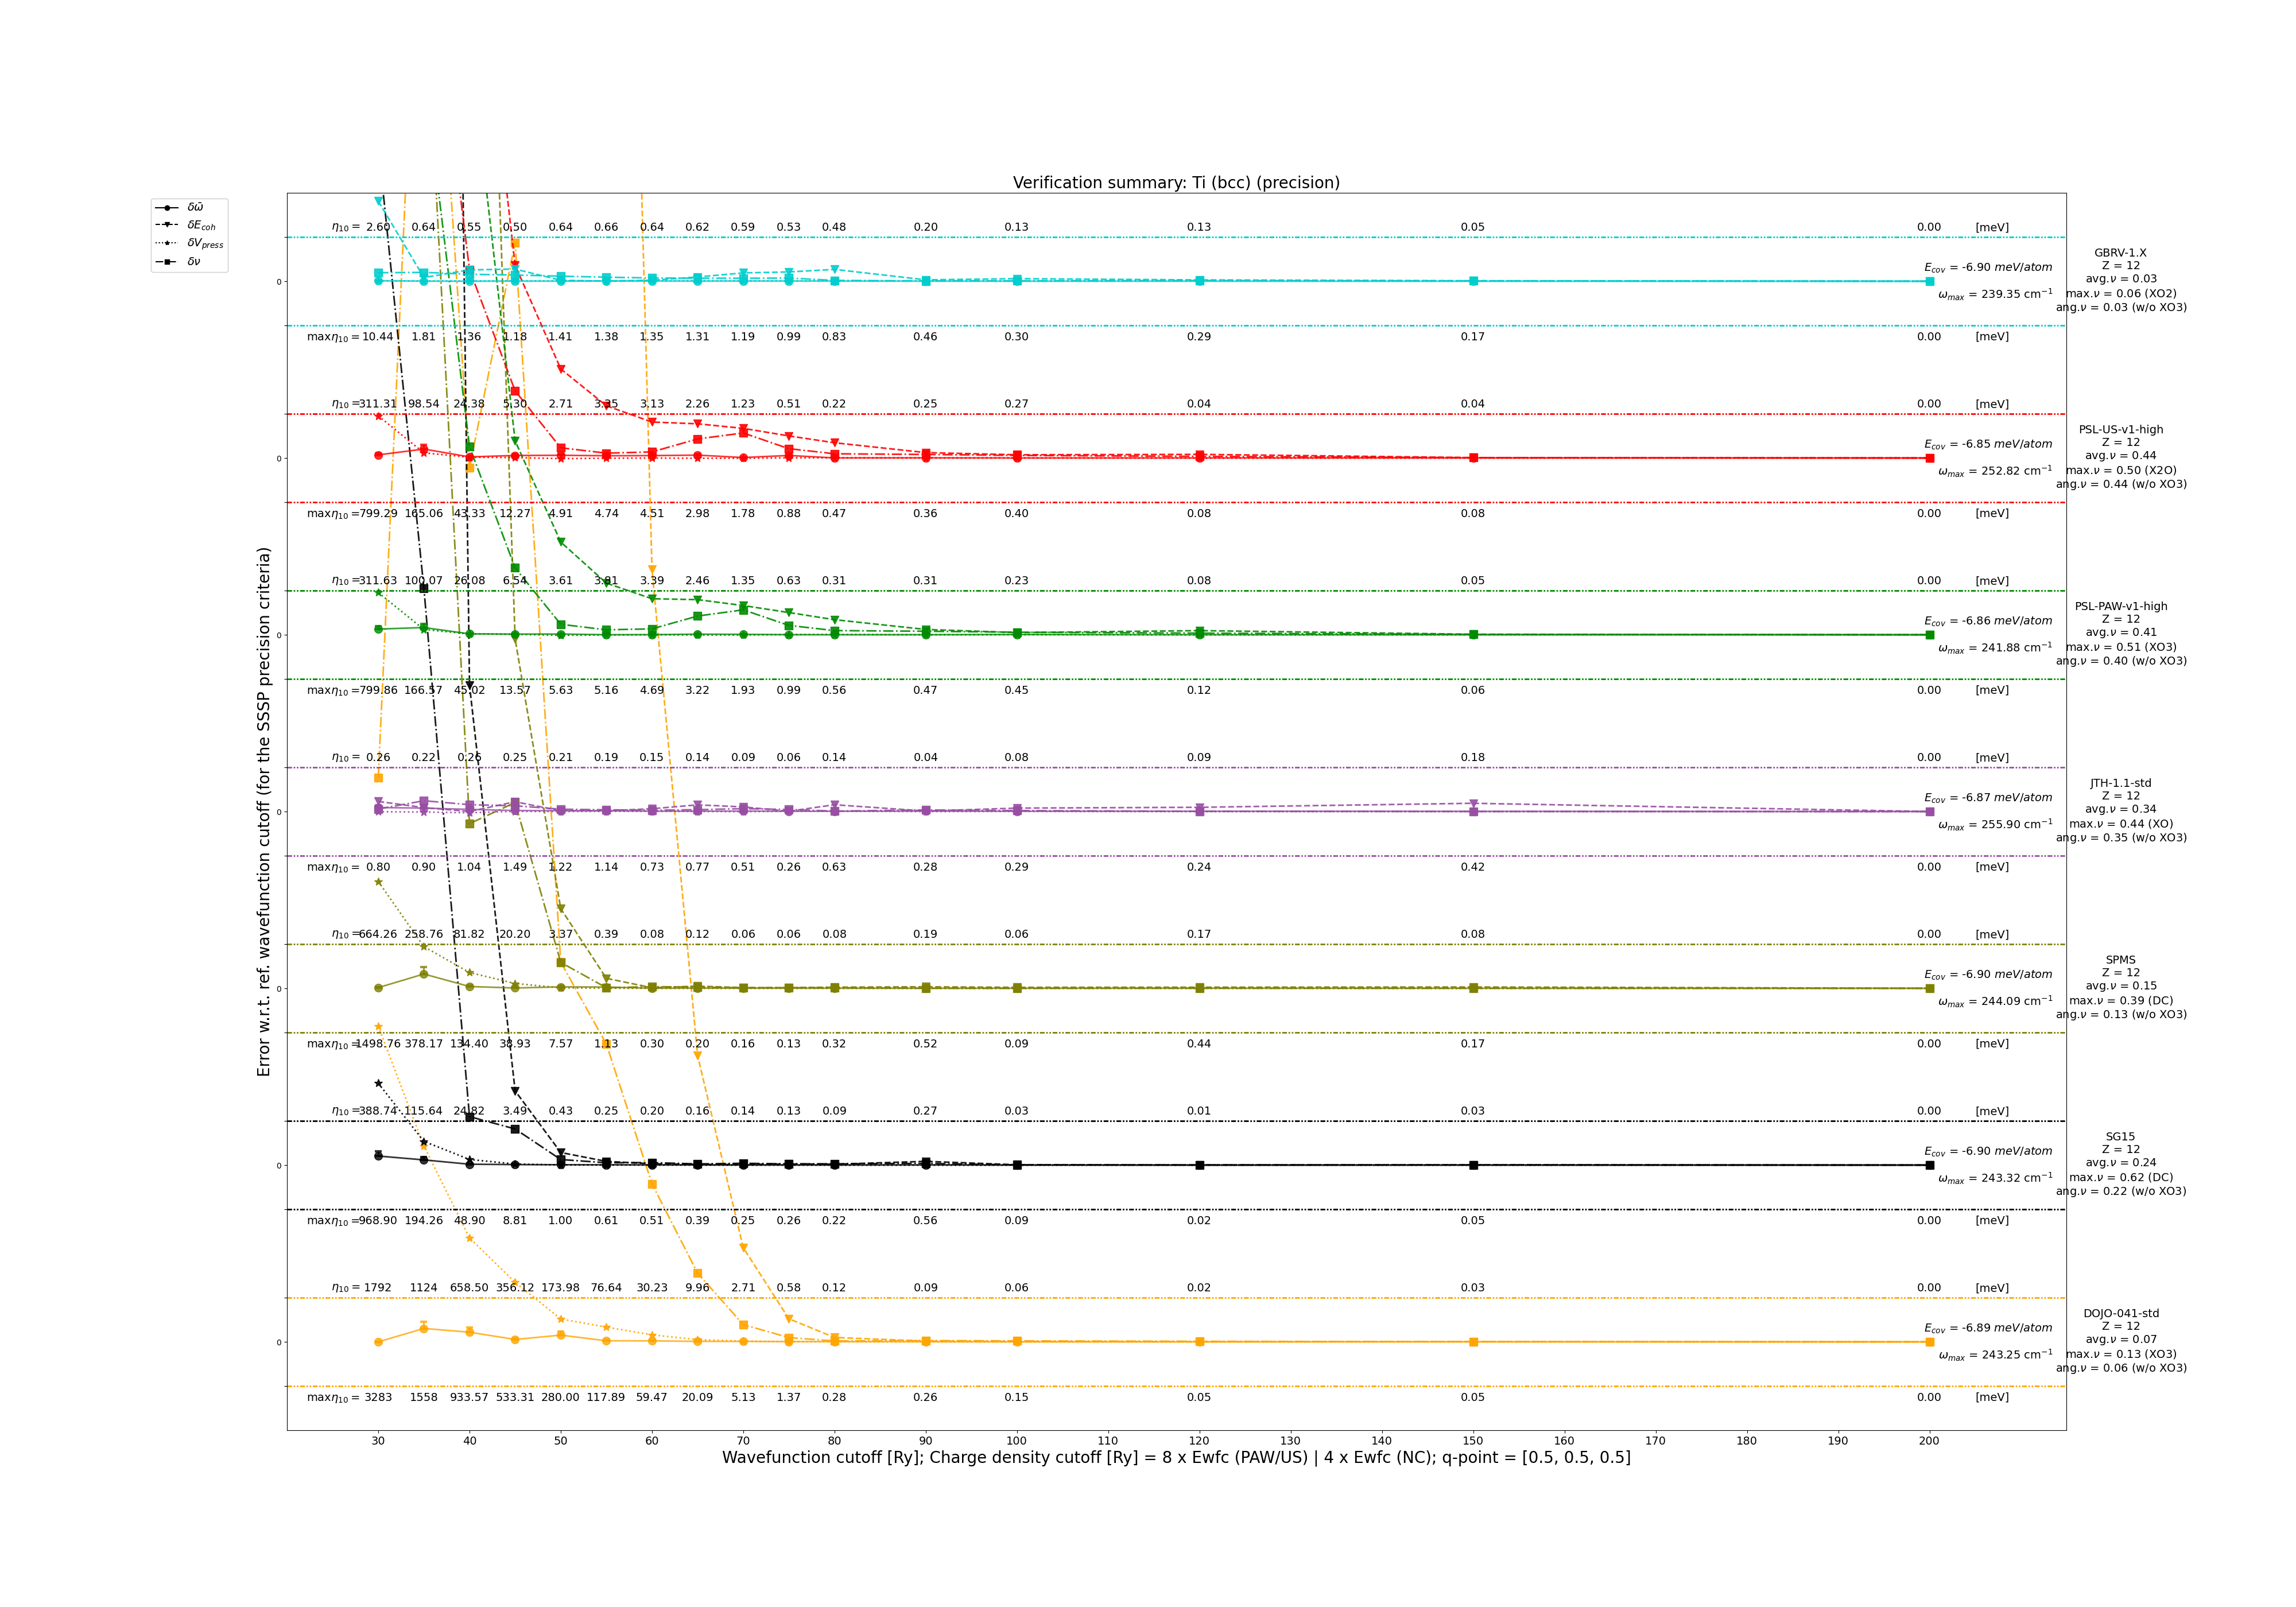 Verification summary: Ti (bcc) (precision)
δω̄
δE_coh
δV_press
δν
Error w.r.t. ref. wavefunction cutoff (for the SSSP precision criteria)
η₁₀ = 2.60 0.64 0.55 0.50 0.64 0.66 0.64 0.62 0.59 0.53 0.48 0.20 0.13 0.13 0.05 0.00 [meV]
0
E_cov = -6.90 meV/atom
ω_max = 239.35 cm⁻¹
GBRV-1.X
Z = 12
avg.ν = 0.03
max.ν = 0.06 (XO2)
ang.ν = 0.03 (w/o XO3)
maxη₁₀ = 10.44 1.81 1.36 1.18 1.41 1.38 1.35 1.31 1.19 0.99 0.83 0.46 0.30 0.29 0.17 0.00 [meV]
η₁₀ = 311.31 98.54 24.38 5.30 2.71 3.35 3.13 2.26 1.23 0.51 0.22 0.25 0.27 0.04 0.04 0.00 [meV]
0
E_cov = -6.85 meV/atom
ω_max = 252.82 cm⁻¹
PSL-US-v1-high
Z = 12
avg.ν = 0.44
max.ν = 0.50 (X2O)
ang.ν = 0.44 (w/o XO3)
maxη₁₀ = 799.29 165.06 43.33 12.27 4.91 4.74 4.51 2.98 1.78 0.88 0.47 0.36 0.40 0.08 0.08 0.00 [meV]
η₁₀ = 311.63 100.07 26.08 6.54 3.61 3.81 3.39 2.46 1.35 0.63 0.31 0.31 0.23 0.08 0.05 0.00 [meV]
0
E_cov = -6.86 meV/atom
ω_max = 241.88 cm⁻¹
PSL-PAW-v1-high
Z = 12
avg.ν = 0.41
max.ν = 0.51 (XO3)
ang.ν = 0.40 (w/o XO3)
maxη₁₀ = 799.86 166.57 45.02 13.57 5.63 5.16 4.69 3.22 1.93 0.99 0.56 0.47 0.45 0.12 0.06 0.00 [meV]
η₁₀ = 0.26 0.22 0.26 0.25 0.21 0.19 0.15 0.14 0.09 0.06 0.14 0.04 0.08 0.09 0.18 0.00 [meV]
0
E_cov = -6.87 meV/atom
ω_max = 255.90 cm⁻¹
JTH-1.1-std
Z = 12
avg.ν = 0.34
max.ν = 0.44 (XO)
ang.ν = 0.35 (w/o XO3)
maxη₁₀ = 0.80 0.90 1.04 1.49 1.22 1.14 0.73 0.77 0.51 0.26 0.63 0.28 0.29 0.24 0.42 0.00 [meV]
η₁₀ = 664.26 258.76 81.82 20.20 3.37 0.39 0.08 0.12 0.06 0.06 0.08 0.19 0.06 0.17 0.08 0.00 [meV]
0
E_cov = -6.90 meV/atom
ω_max = 244.09 cm⁻¹
SPMS
Z = 12
avg.ν = 0.15
max.ν = 0.39 (DC)
ang.ν = 0.13 (w/o XO3)
maxη₁₀ = 1498.76 378.17 134.40 38.93 7.57 1.13 0.30 0.20 0.16 0.13 0.32 0.52 0.09 0.44 0.17 0.00 [meV]
η₁₀ = 388.74 115.64 24.82 3.49 0.43 0.25 0.20 0.16 0.14 0.13 0.09 0.27 0.03 0.01 0.03 0.00 [meV]
0
E_cov = -6.90 meV/atom
ω_max = 243.32 cm⁻¹
SG15
Z = 12
avg.ν = 0.24
max.ν = 0.62 (DC)
ang.ν = 0.22 (w/o XO3)
maxη₁₀ = 968.90 194.26 48.90 8.81 1.00 0.61 0.51 0.39 0.25 0.26 0.22 0.56 0.09 0.02 0.05 0.00 [meV]
η₁₀ = 1792 1124 658.50 356.12 173.98 76.64 30.23 9.96 2.71 0.58 0.12 0.09 0.06 0.02 0.03 0.00 [meV]
0
E_cov = -6.89 meV/atom
ω_max = 243.25 cm⁻¹
DOJO-041-std
Z = 12
avg.ν = 0.07
max.ν = 0.13 (XO3)
ang.ν = 0.06 (w/o XO3)
maxη₁₀ = 3283 1558 933.57 533.31 280.00 117.89 59.47 20.09 5.13 1.37 0.28 0.26 0.15 0.05 0.05 0.00 [meV]
30 40 50 60 70 80 90 100 110 120 130 140 150 160 170 180 190 200
Wavefunction cutoff [Ry]; Charge density cutoff [Ry] = 8 x Ewfc (PAW/US) | 4 x Ewfc (NC); q-point = [0.5, 0.5, 0.5]